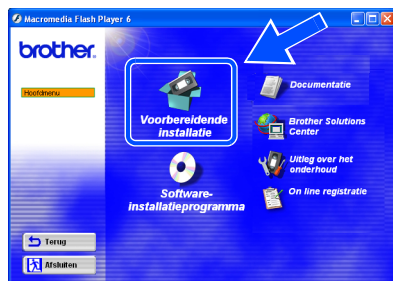 Macromedia Flash Player 6
brother.
Hoofdmenu
Voorbereidende
installatie
Software-
installatieprogramma
Documentatie
Brother Solutions
Center
Uitleg over het
onderhoud
On line registratie
Terug
Afsluiten